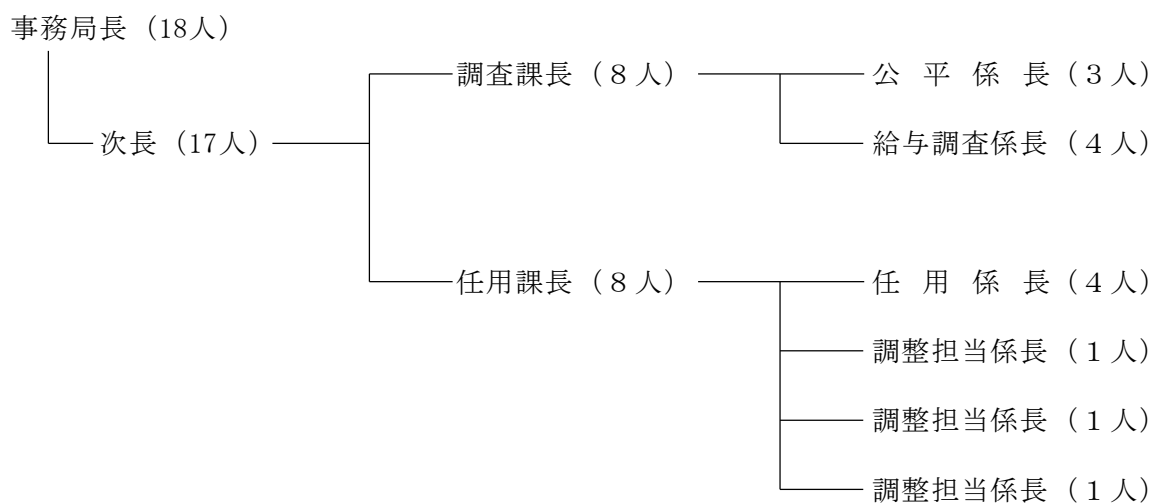 事務局長（18人）
調査課長（８人）
公平係長（３人）
次長（17人）
給与調査係長（４人）
任用課長（８人）
任用係長（４人）
調整担当係長（１人）
調整担当係長（１人）
調整担当係長（１人）